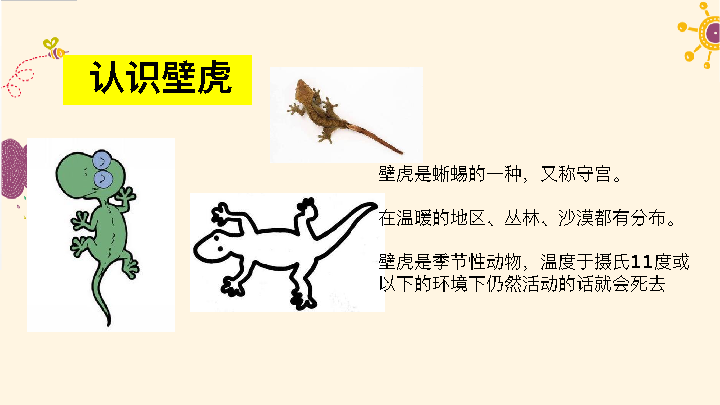 认识壁虎
壁虎是蜥蜴的一种，又称守宫。
在温暖的地区、丛林、沙漠都有分布。
壁虎是季节性动物，温度于摄氏11度或
以下的环境下仍然活动的话就会死去